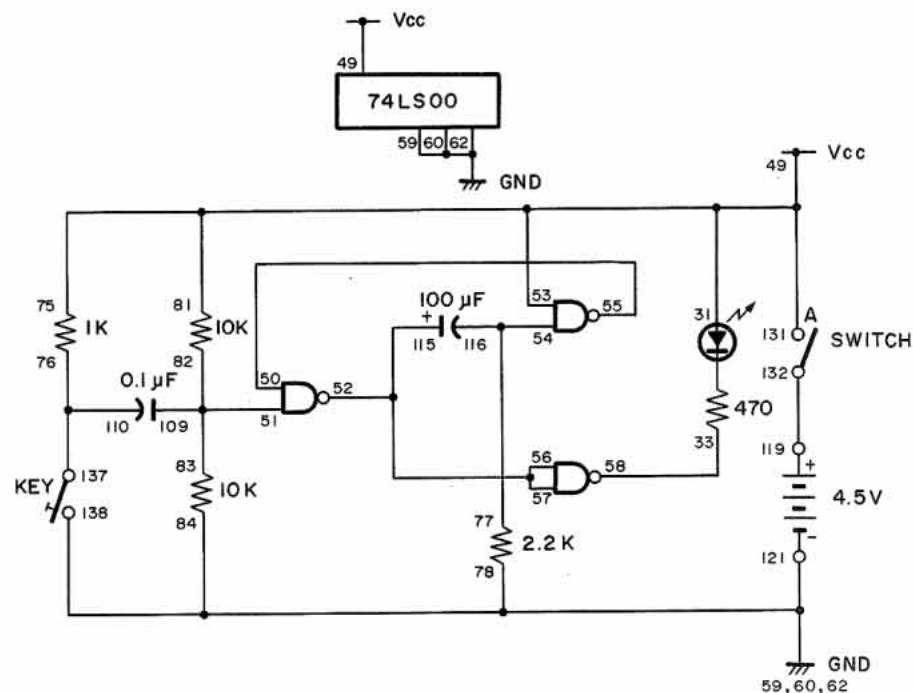 Vcc
49
74LS00
59 60 62
GND
49 Vcc
75
1K
76
81
10K
82
53
55
54
100 µF
+
115 116
31
A
131
SWITCH
132
0.1 µF
110 109
50
52
51
470
33
119
+
4.5V
-
121
KEY
137
138
83
10K
84
56
58
57
77
2.2K
78
GND
59, 60, 62